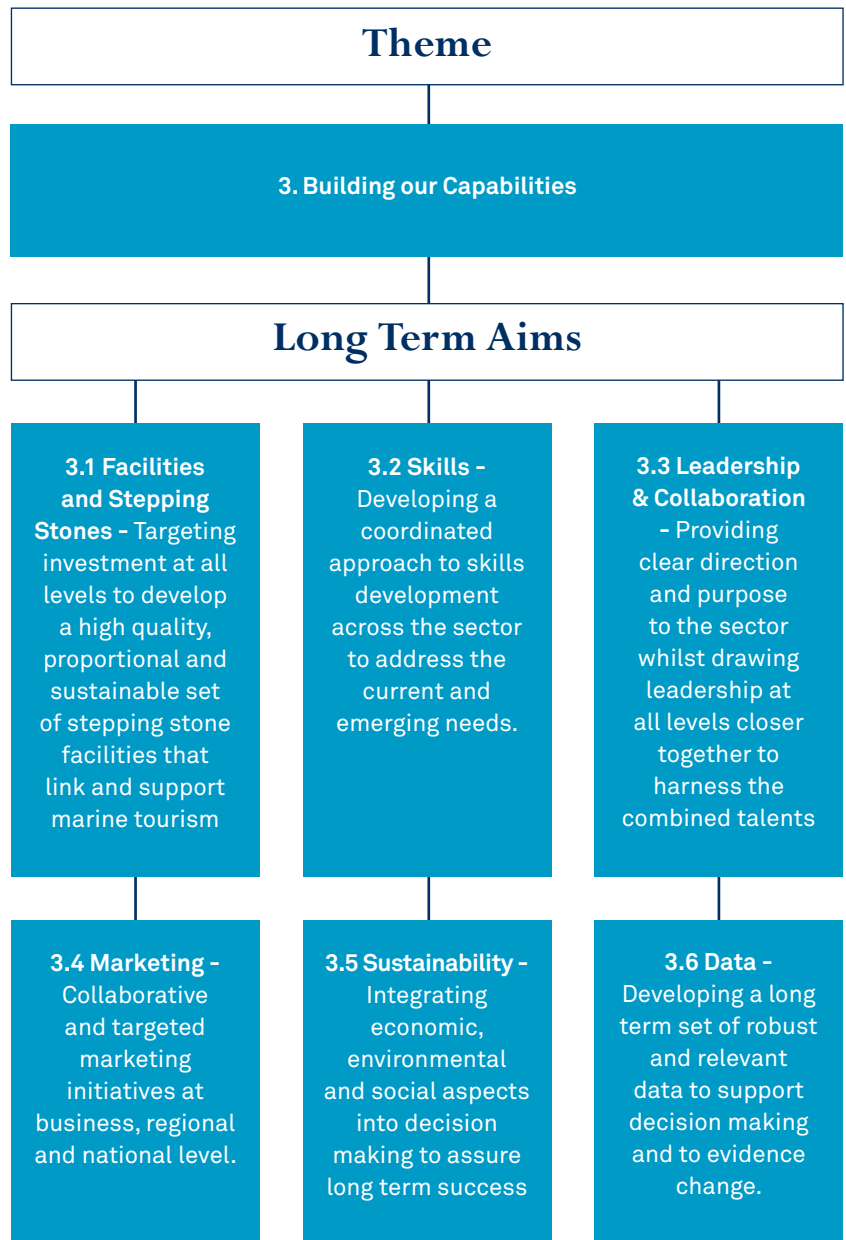 Theme
3. Building our Capabilities
Long Term Aims
3.1 Facilities
and Stepping
Stones - Targeting
investment at all
levels to develop
a high quality,
proportional and
sustainable set
of stepping stone
facilities that
link and support
marine tourism
3.2 Skills -
Developing a
coordinated
approach to skills
development
across the sector
to address the
current and
emerging needs.
3.3 Leadership
& Collaboration
- Providing
clear direction
and purpose
to the sector
whilst drawing
leadership at
all levels closer
together to
harness the
combined talents
3.4 Marketing -
Collaborative
and targeted
marketing
initiatives at
business, regional
and national level.
3.5 Sustainability -
Integrating
economic,
environmental
and social aspects
into decision
making to assure
long term success
3.6 Data -
Developing a long
term set of robust
and relevant
data to support
decision making
and to evidence
change.